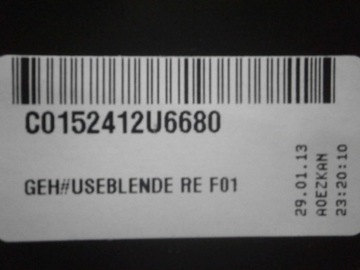 C0152412U6680
GEH#USEBLENDE RE F01
29.01.13
AOEZKAN
23:20:10